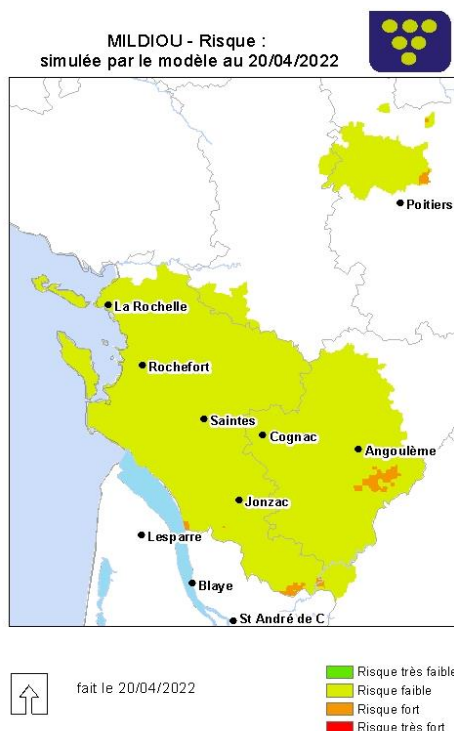 MILDIOU - Risque :
simulée par le modèle au 20/04/2022
Poitiers
La Rochelle
Rochefort
Saintes
Cognac
Angoulême
Jonzac
Lesparre
Blaye
St André de C
fait le 20/04/2022
Risque très faible
Risque faible
Risque fort
Risque très fort